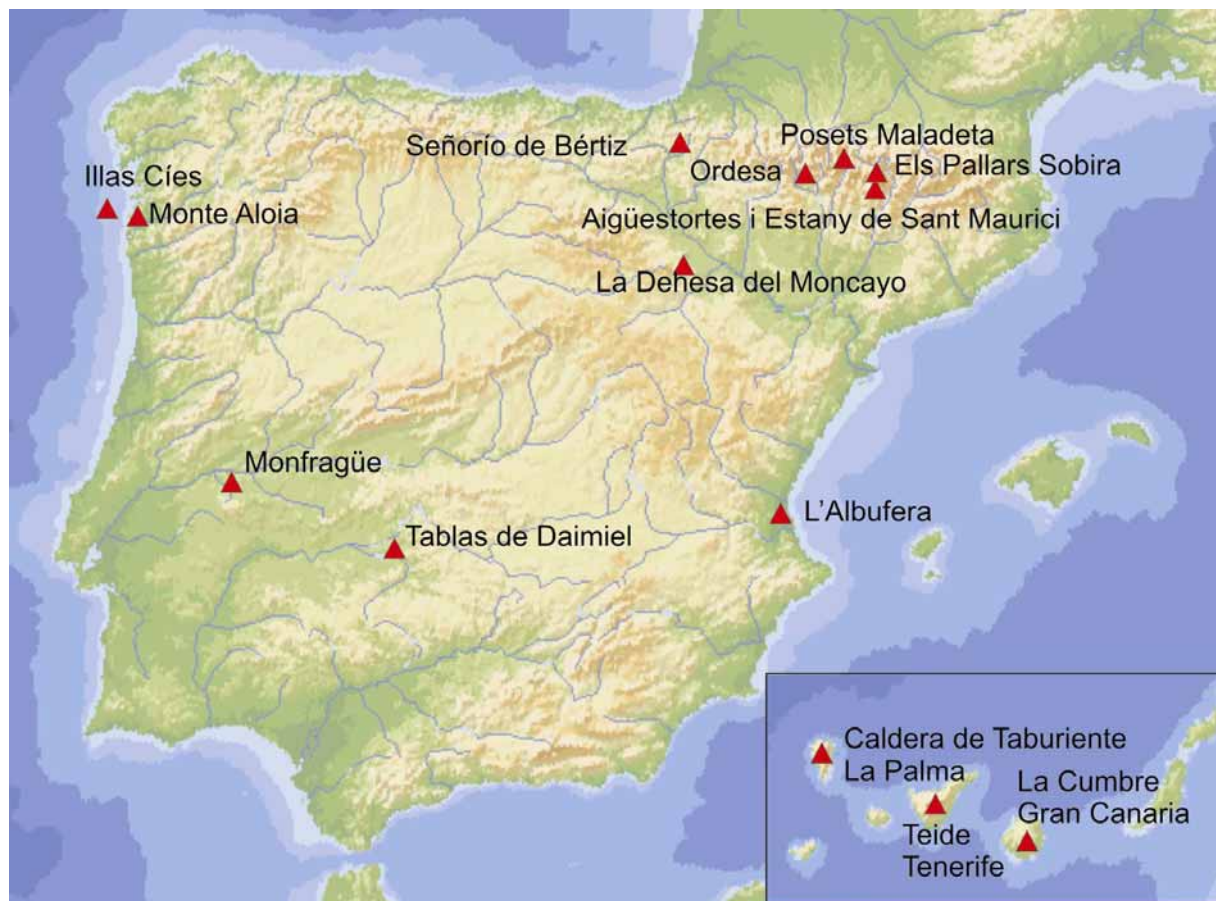 Señorío de Bértiz
Posets Maladeta
Ordesa
Els Pallars Sobira
Illas Cíes
Monte Aloia
Aigüestortes i Estany de Sant Maurici
La Dehesa del Moncayo
Monfragüe
L'Albufera
Tablas de Daimiel
Caldera de Taburiente
La Palma
La Cumbre
Gran Canaria
Teide
Tenerife